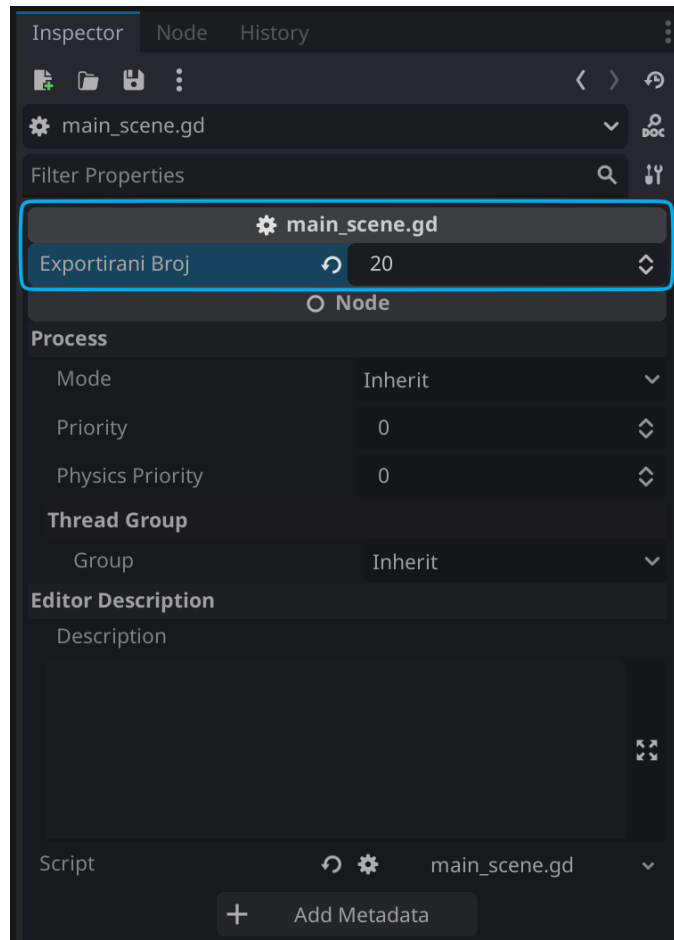 Inspector Node History
main_scene.gd
DOC
Filter Properties
main_scene.gd
Exportirani Broj 20
Node
Process
Mode Inherit
Priority 0
Physics Priority 0
Thread Group
Group Inherit
Editor Description
Description
Script main_scene.gd
Add Metadata